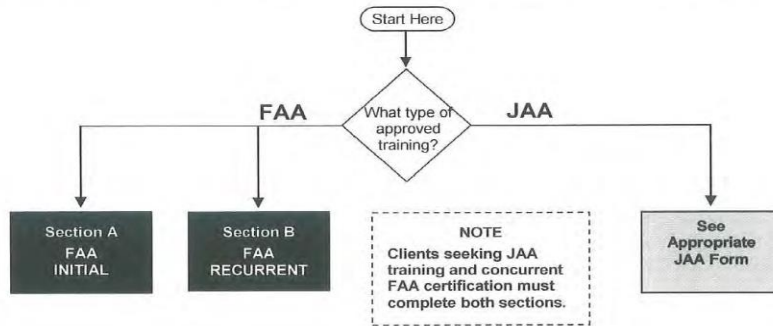 Start Here
What type of
approved
training?
FAA
JAA
Section A
FAA
INITIAL
Section B
FAA
RECURRENT
NOTE
Clients seeking JAA
training and concurrent
FAA certification must
complete both sections.
See
Appropriate
JAA Form